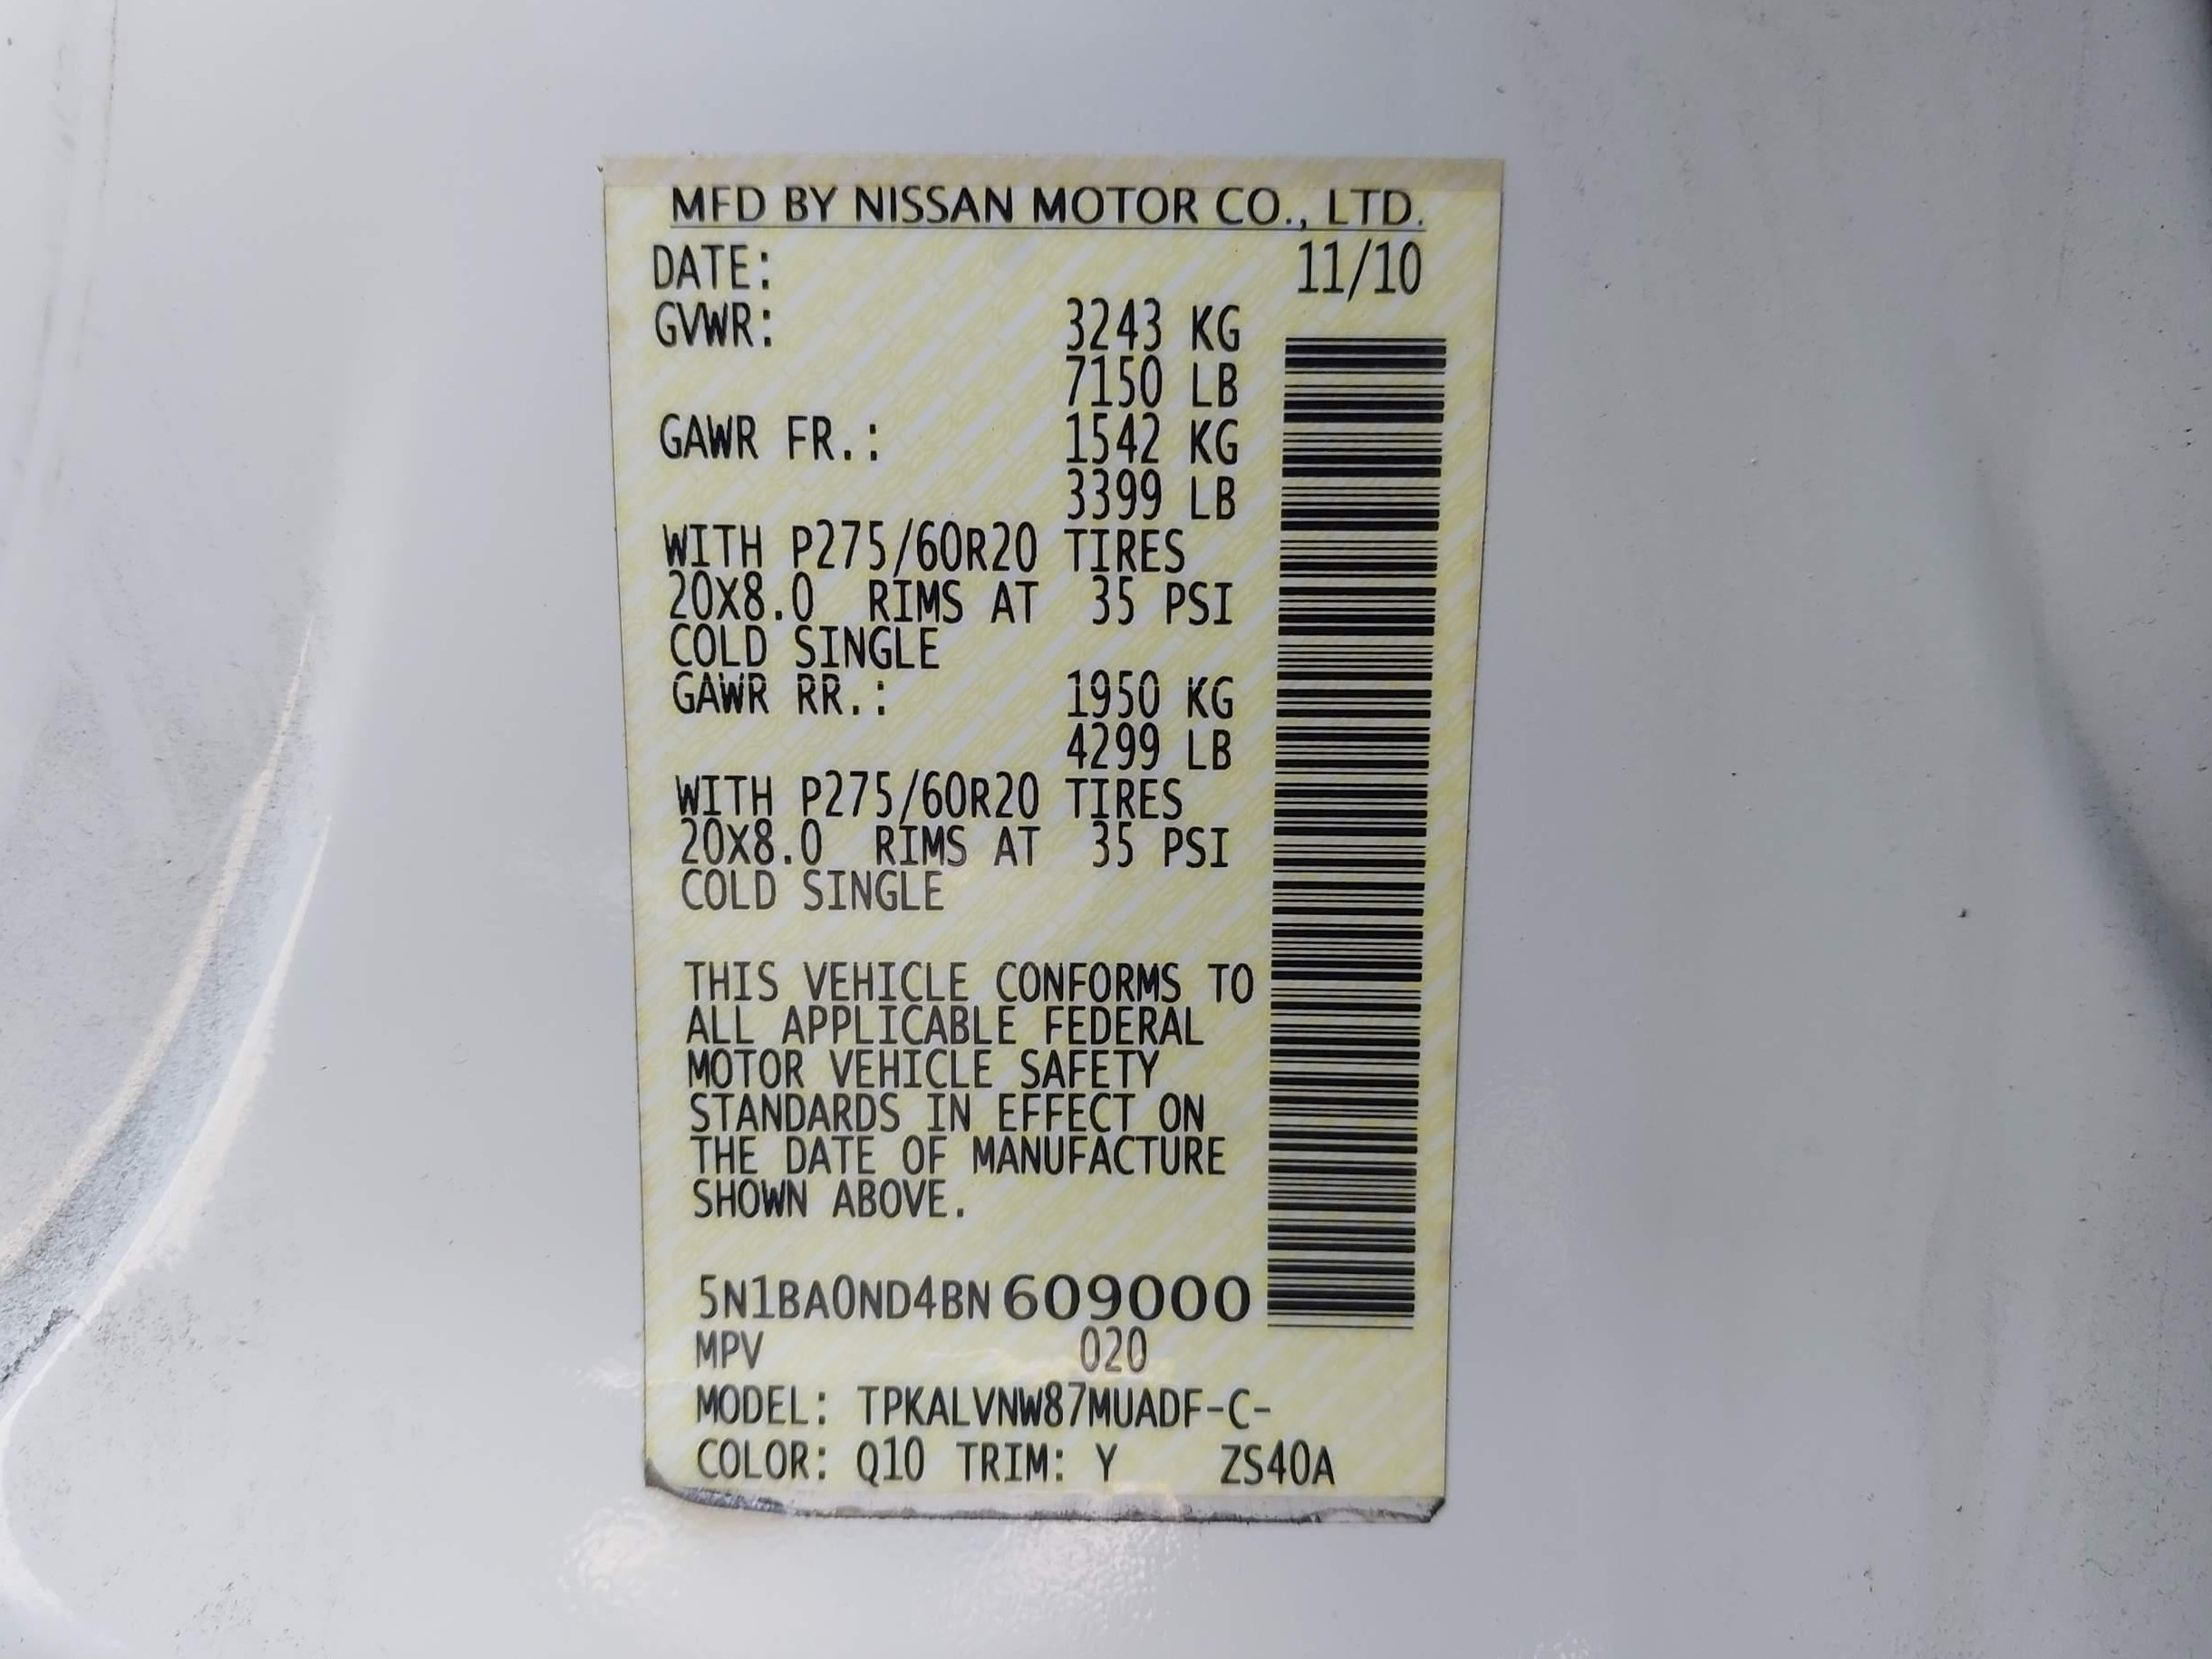 MFD BY NISSAN MOTOR CO., LTD.
DATE: 11/10
GVWR: 3243 KG
7150 LB
GAWR FR.: 1542 KG
3399 LB
WITH P275/60R20 TIRES
20X8.0 RIMS AT 35 PSI
COLD SINGLE
GAWR RR.: 1950 KG
4299 LB
WITH P275/60R20 TIRES
20X8.0 RIMS AT 35 PSI
COLD SINGLE
THIS VEHICLE CONFORMS TO
ALL APPLICABLE FEDERAL
MOTOR VEHICLE SAFETY
STANDARDS IN EFFECT ON
THE DATE OF MANUFACTURE
SHOWN ABOVE.
5N1BA0ND4BN609000
MPV 020
MODEL: TPKALVNW87MUADF-C-
COLOR: Q10 TRIM: Y ZS40A